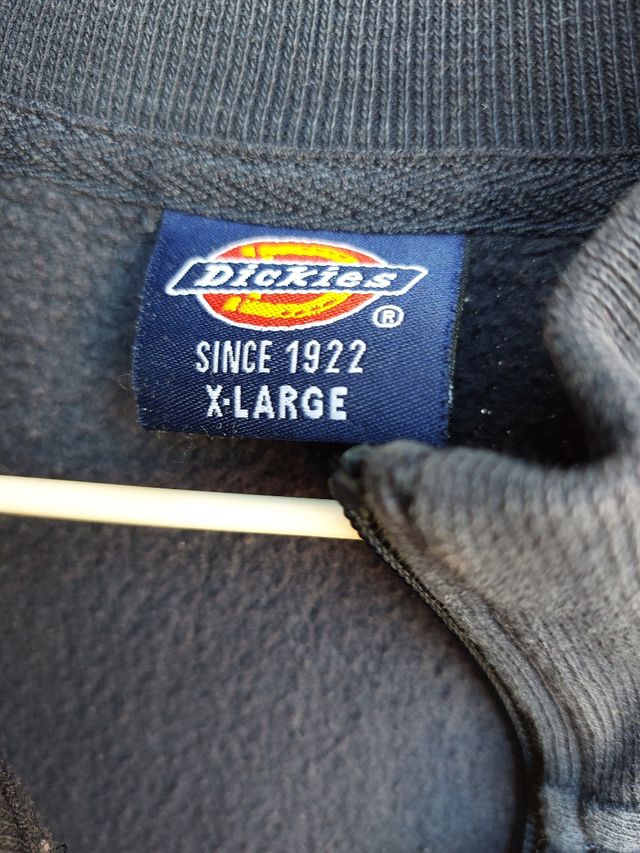 Dickies
®
SINCE 1922
X-LARGE